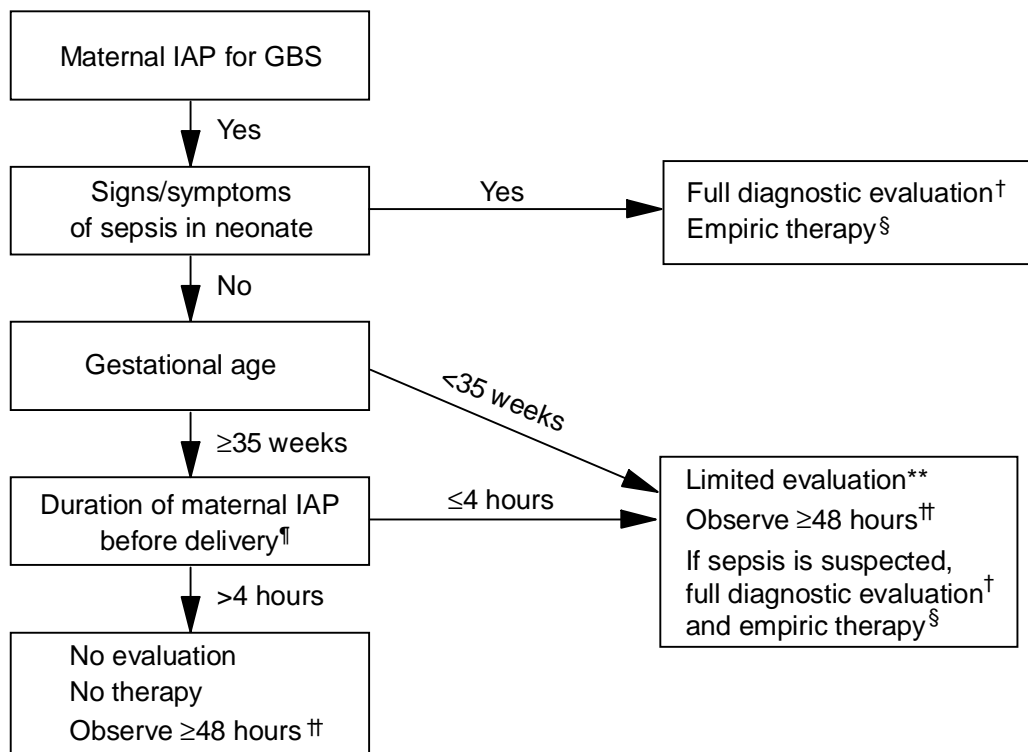 Maternal IAP for GBS
Yes
Signs/symptoms
of sepsis in neonate
Yes
Full diagnostic evaluation†
Empiric therapy§
No
Gestational age
<35 weeks
≥35 weeks
Duration of maternal IAP
before delivery¶
≤4 hours
Limited evaluation**
Observe ≥48 hours††
If sepsis is suspected,
full diagnostic evaluation†
and empiric therapy§
>4 hours
No evaluation
No therapy
Observe ≥48 hours††